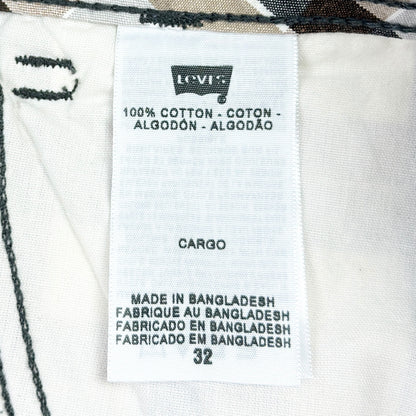 Levi's
®
100% COTTON - COTON -
ALGODÓN - ALGODÃO
CARGO
MADE IN BANGLADESH
FABRIQUE AU BANGLADESH
FABRICADO EN BANGLADESH
FABRICADO EM BANGLADESH
32